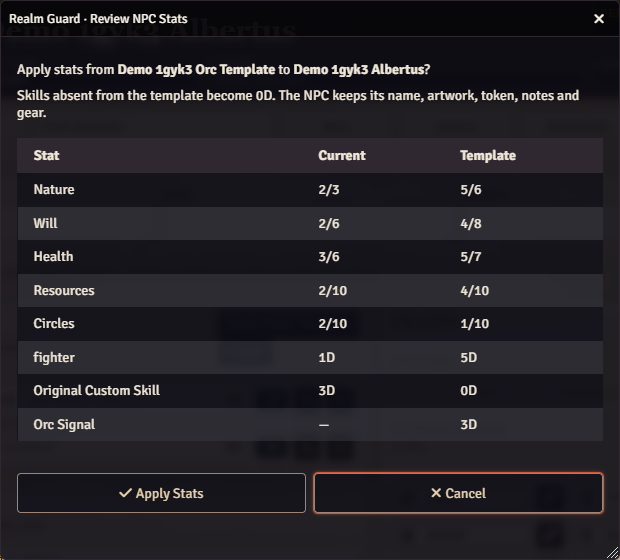 Realm Guard · Review NPC Stats
Apply stats from Demo 1gyk3 Orc Template to Demo 1gyk3 Albertus?
Skills absent from the template become 0D. The NPC keeps its name, artwork, token, notes and
gear.
Stat Current Template
Nature 2/3 5/6
Will 2/6 4/8
Health 3/6 5/7
Resources 2/10 4/10
Circles 2/10 1/10
fighter 1D 5D
Original Custom Skill 3D 0D
Orc Signal — 3D
Apply Stats Cancel